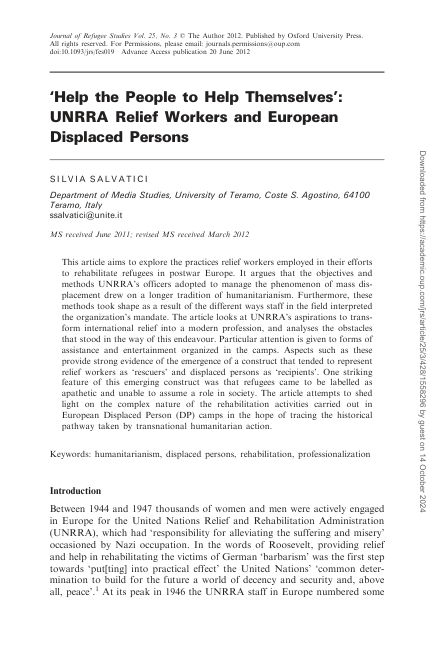 Journal of Refugee Studies Vol. 25, No. 3 © The Author 2012. Published by Oxford University Press.
All rights reserved. For Permissions, please email: journals.permissions@oup.com
doi:10.1093/jrs/fes019 Advance Access publication 20 June 2012
‘Help the People to Help Themselves’:
UNRRA Relief Workers and European
Displaced Persons
SILVIA SALVATICI
Department of Media Studies, University of Teramo, Coste S. Agostino, 64100
Teramo, Italy
ssalvatici@unite.it
MS received June 2011; revised MS received March 2012
This article aims to explore the practices relief workers employed in their efforts
to rehabilitate refugees in postwar Europe. It argues that the objectives and
methods UNRRA’s officers adopted to manage the phenomenon of mass dis-
placement drew on a longer tradition of humanitarianism. Furthermore, these
methods took shape as a result of the different ways staff in the field interpreted
the organization’s mandate. The article looks at UNRRA’s aspirations to trans-
form international relief into a modern profession, and analyses the obstacles
that stood in the way of this endeavour. Particular attention is given to forms of
assistance and entertainment organized in the camps. Aspects such as these
provide strong evidence of the emergence of a construct that tended to represent
relief workers as ‘rescuers’ and displaced persons as ‘recipients’. One striking
feature of this emerging construct was that refugees came to be labelled as
apathetic and unable to assume a role in society. The article attempts to shed
light on the complex nature of the rehabilitation activities carried out in
European Displaced Person (DP) camps in the hope of tracing the historical
pathway taken by transnational humanitarian action.
Keywords: humanitarianism, displaced persons, rehabilitation, professionalization
Introduction
Between 1944 and 1947 thousands of women and men were actively engaged
in Europe for the United Nations Relief and Rehabilitation Administration
(UNRRA), which had ‘responsibility for alleviating the suffering and misery’
occasioned by Nazi occupation. In the words of Roosevelt, providing relief
and help in rehabilitating the victims of German ‘barbarism’ was the first step
towards ‘put[ting] into practical effect’ the United Nations’ ‘common deter-
mination to build for the future a world of decency and security and, above
all, peace’.1 At its peak in 1946 the UNRRA staff in Europe numbered some
Downloaded from https://academic.oup.com/jrs/article/25/3/428/1558296 by guest on 14 October 2024